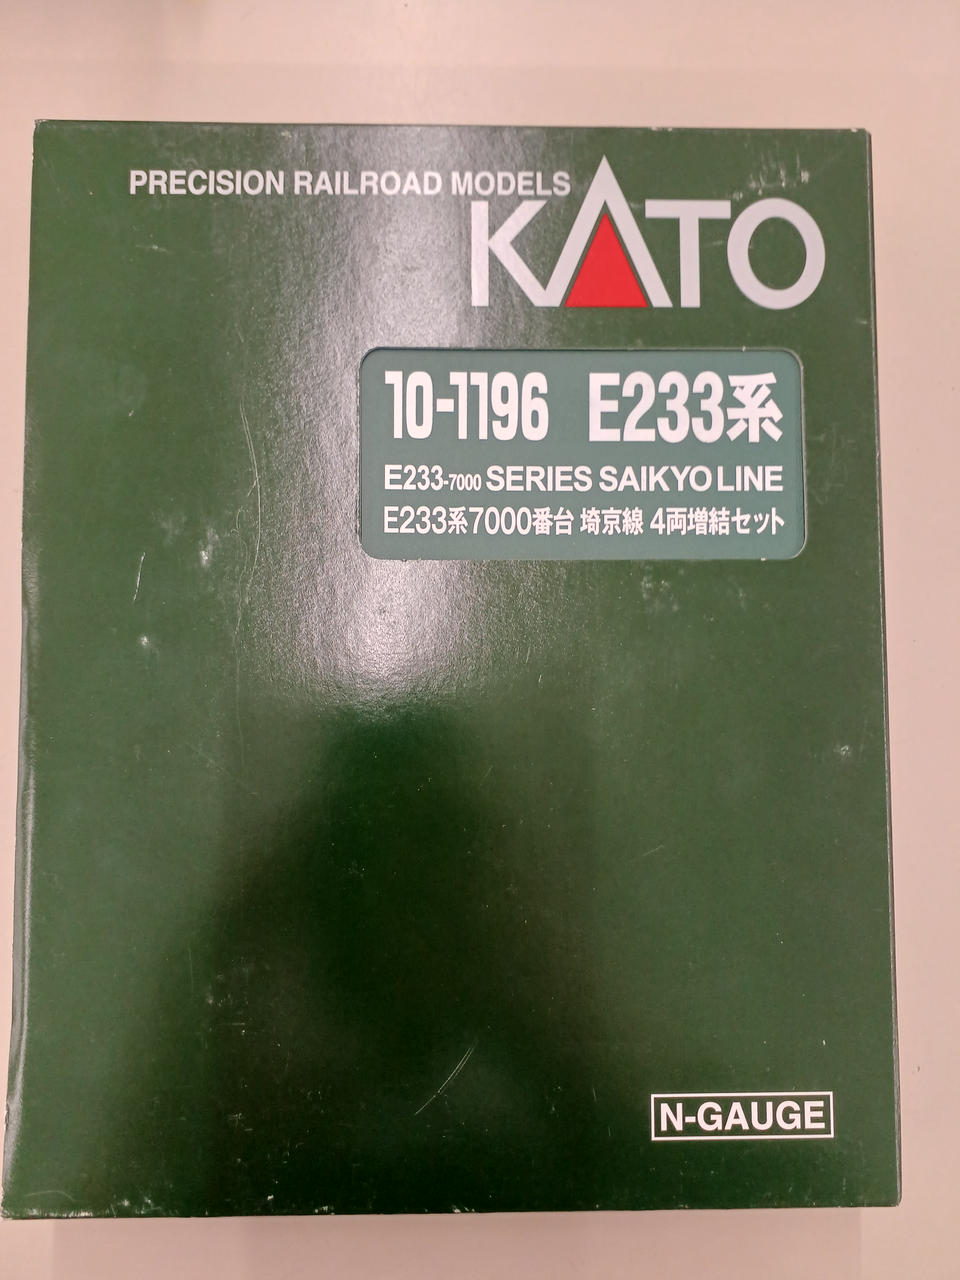 PRECISION RAILROAD MODELS
KATO
10-1196 E233系
E233-7000 SERIES SAIKYO LINE
E233系7000番台 埼京線 4両増結セット
N-GAUGE